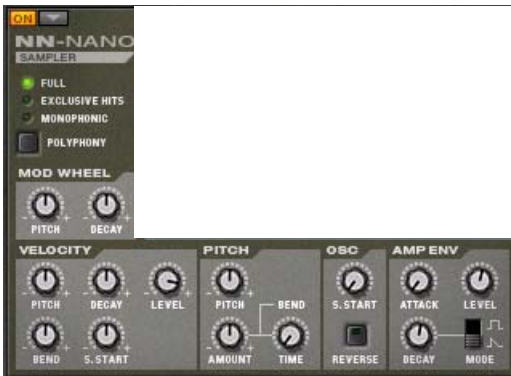 ON
NN-NANO
SAMPLER
FULL
EXCLUSIVE HITS
MONOPHONIC
POLYPHONY
MOD WHEEL
PITCH DECAY
VELOCITY PITCH OSC AMP ENV
PITCH DECAY LEVEL PITCH BEND S.START ATTACK LEVEL
BEND S.START AMOUNT TIME REVERSE DECAY MODE